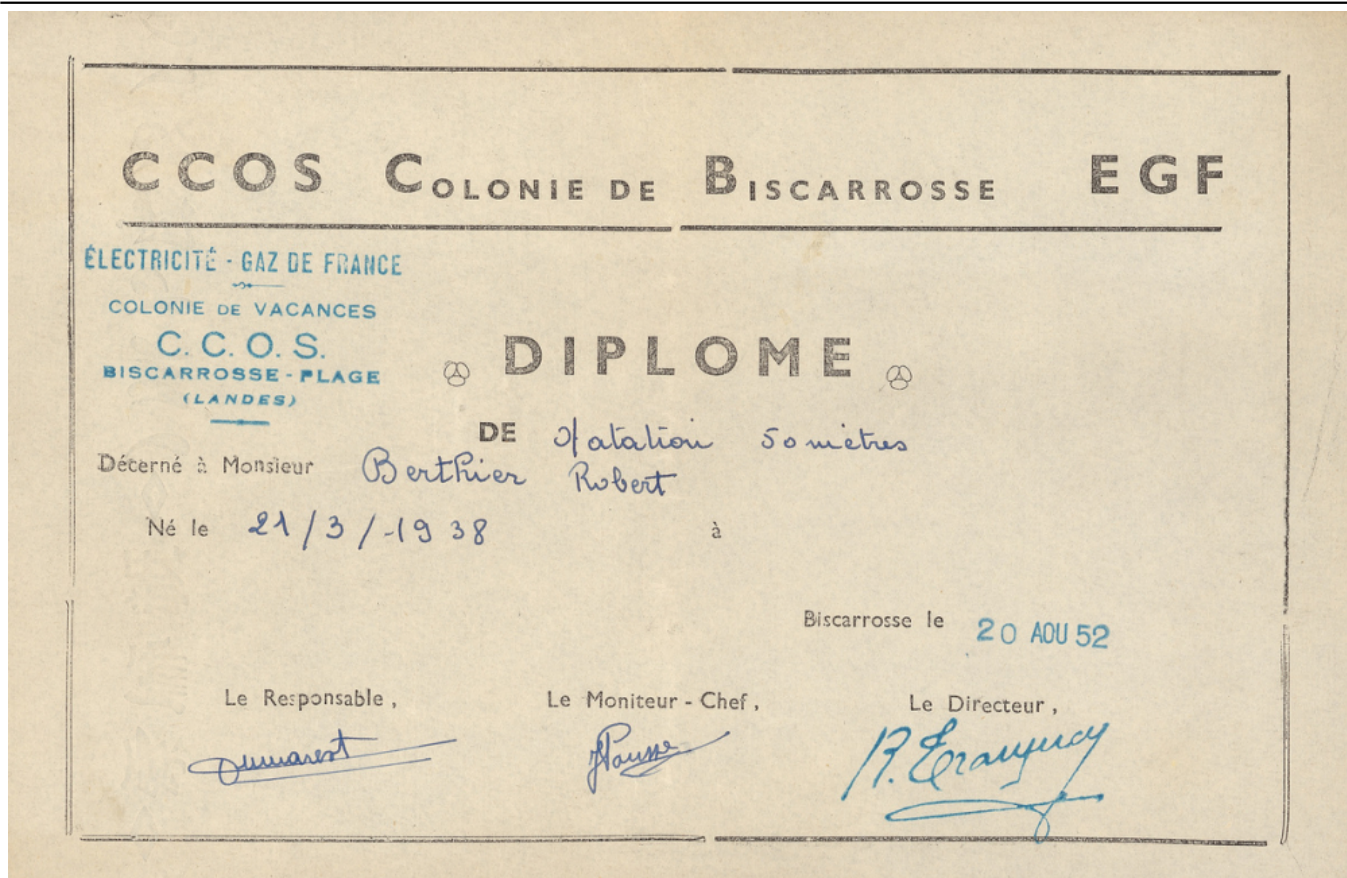 CCOS COLONIE DE BISCARROSSE EGF
ÉLECTRICITÉ - GAZ DE FRANCE
COLONIE DE VACANCES
C. C. O. S.
BISCARROSSE - PLAGE
(LANDES)
DIPLOME
DE Natation 50 mètres
Décerné à Monsieur Berthier Robert
Né le 21/3/-1938 à
Biscarrosse le 20 AOU 52
Le Responsable, Le Moniteur - Chef, Le Directeur,